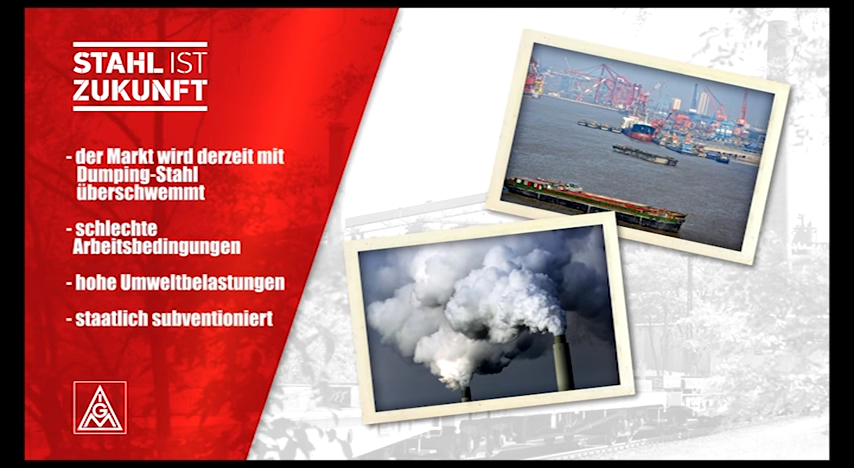 STAHL IST
ZUKUNFT
- der Markt wird derzeit mit
Dumping-Stahl
überschwemmt
- schlechte
Arbeitsbedingungen
- hohe Umweltbelastungen
- staatlich subventioniert
IGM